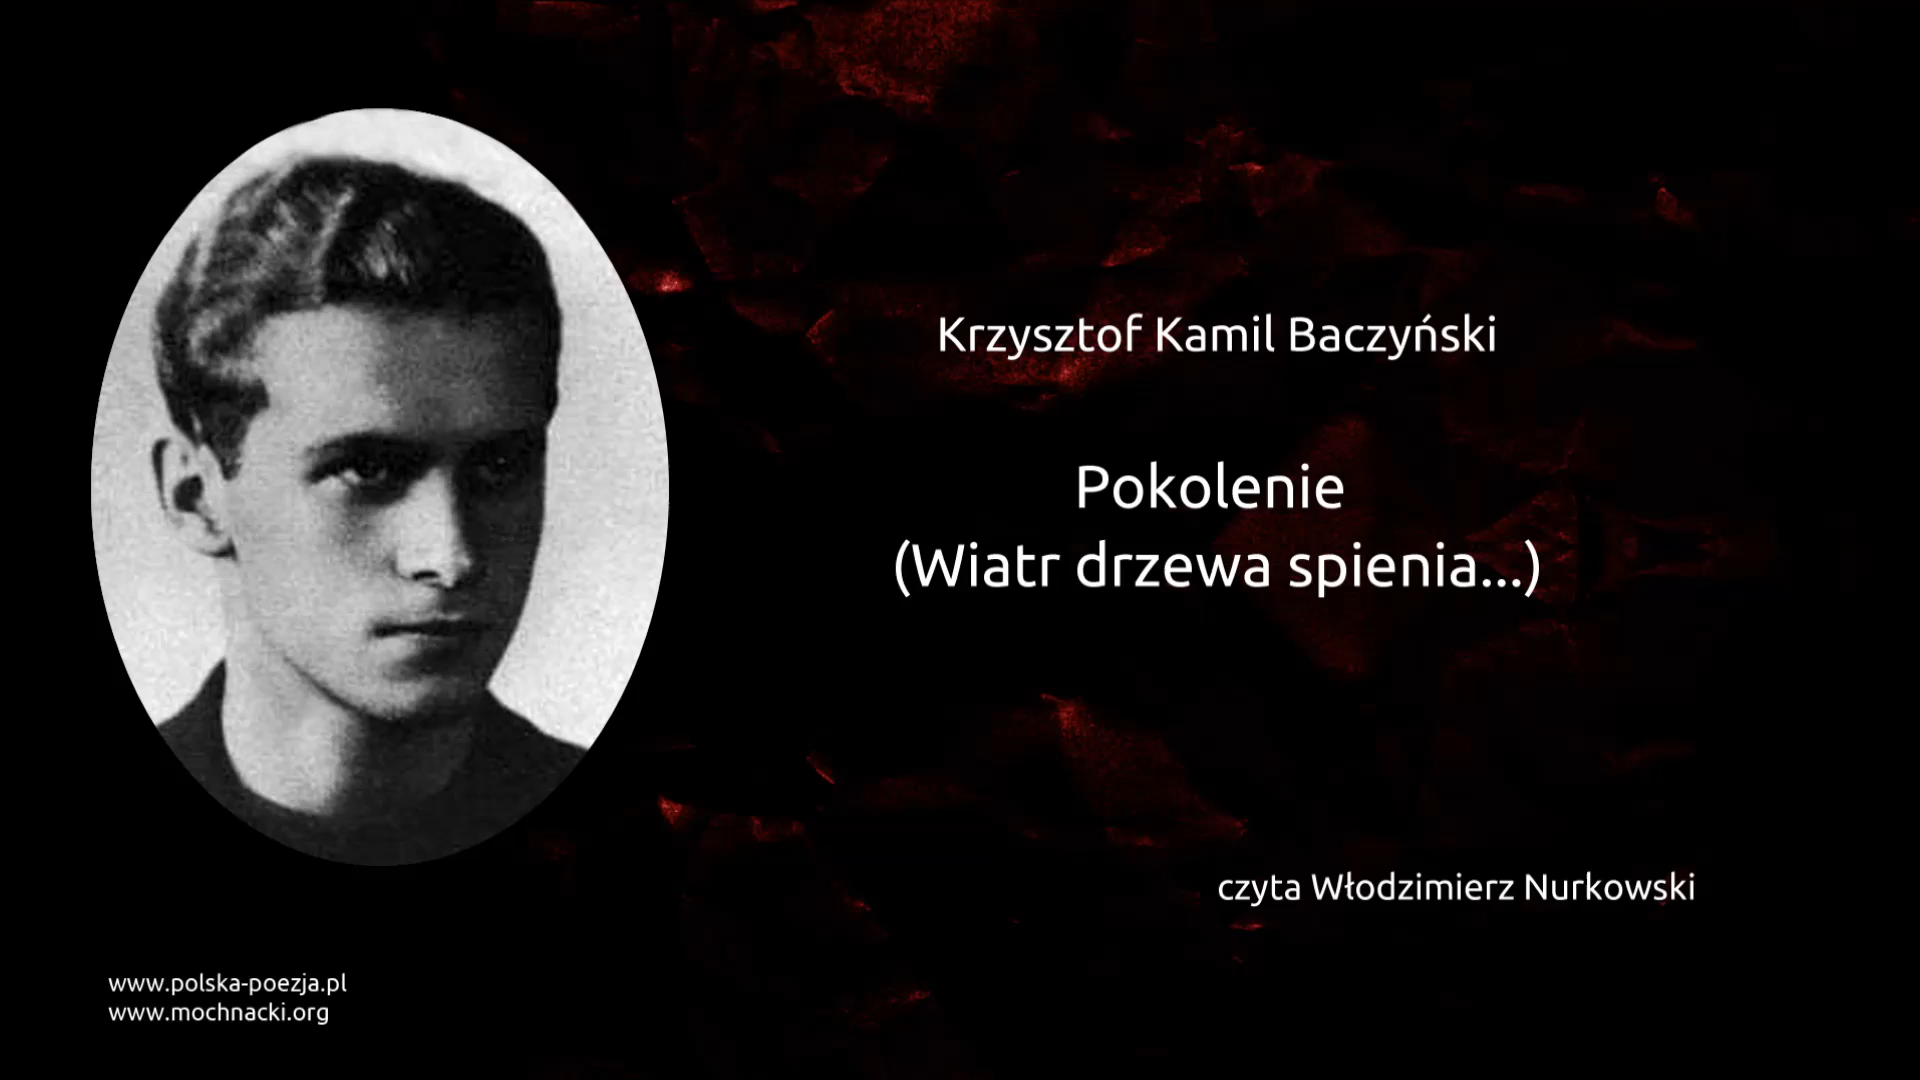 Krzysztof Kamil Baczyński
Pokolenie
(Wiatr drzewa spienia...)
czyta Włodzimierz Nurkowski
www.polska-poezja.pl
www.mochnacki.org